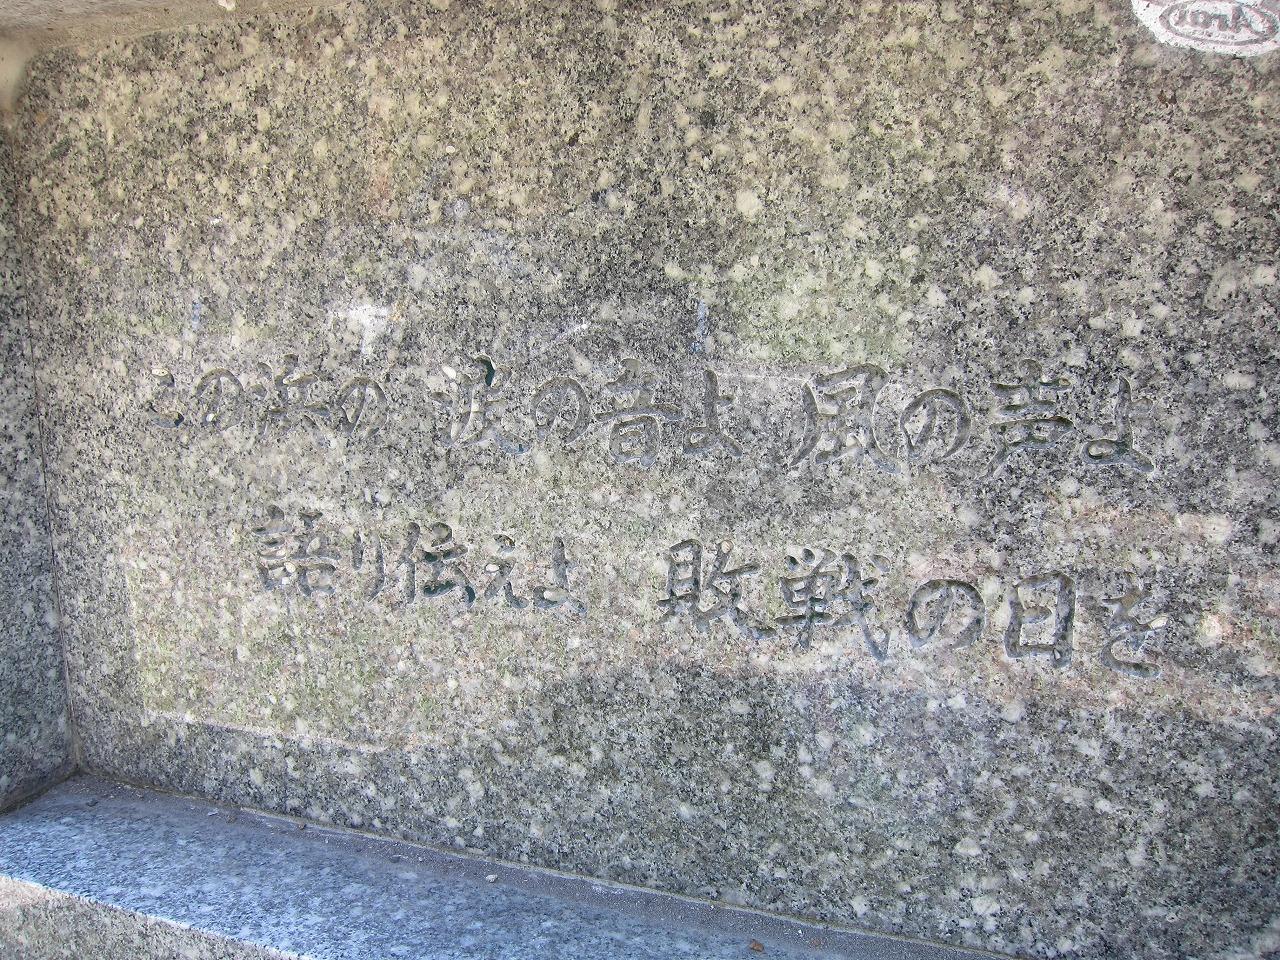 この浜の 波の音よ 風の声よ
語り伝えよ 敗戦の日を